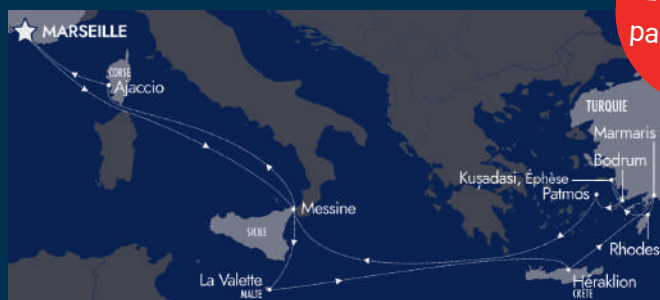 MARSEILLE
pa
CORSE
Ajaccio
TURQUIE
Marmaris
Bodrum
Kuşadasi, Éphèse
Patmos
Messine
SICILE
Rhodes
La Valette
MALTE
Héraklion
CRÈTE